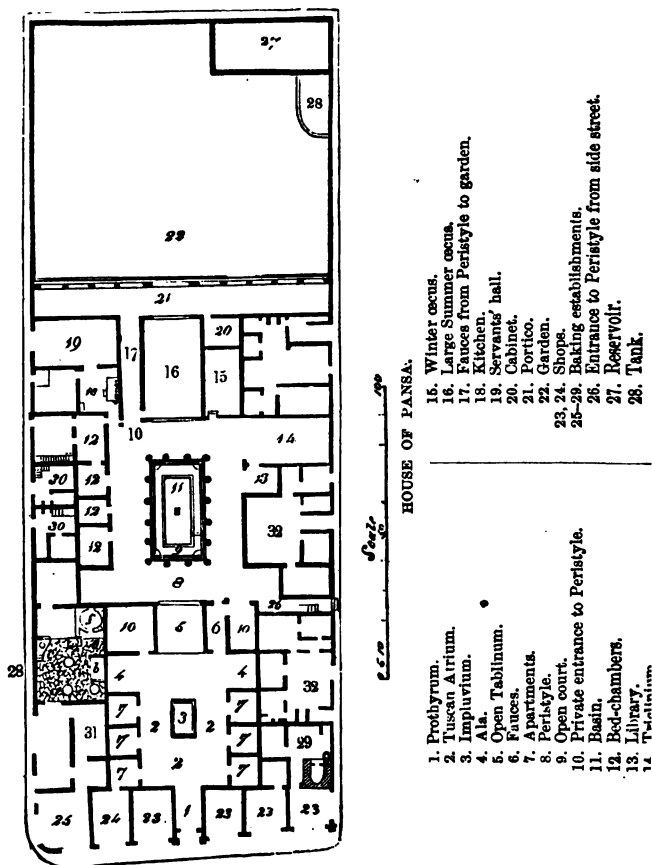 27
28
21
20
19
17
16
15
18
10
14
12
13
12
11
30
12
32
30
9
12
8
26
10
5
6
10
28
4
4
32
7
3
7
2
2
31
7
7
29
2
7
7
25
24
23
1
23
23
23
0 5 10 50 100
Scale
HOUSE OF PANSA.
1. Prothyrum.
2. Tuscan Atrium.
3. Impluvium.
4. Ala.
5. Open Tablinum.
6. Fauces.
7. Apartments.
8. Peristyle.
9. Open court.
10. Private entrance to Peristyle.
11. Basin.
12. Bed-chambers.
13. Library.
14
15. Winter œcus.
16. Large Summer œcus.
17. Fauces from Peristyle to garden.
18. Kitchen.
19. Servants' hall.
20. Cabinet.
21. Portico.
22. Garden.
23, 24. Shops.
25-29. Baking establishments.
26. Entrance to Peristyle from side street.
27. Reservoir.
28. Tank.